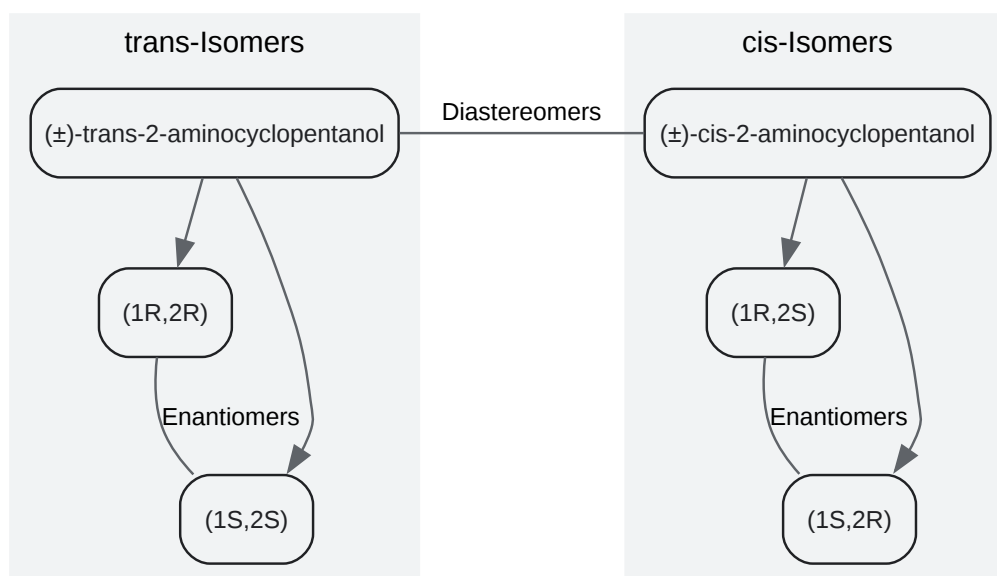 trans-Isomers
cis-Isomers
(±)-trans-2-aminocyclopentanol
Diastereomers
(±)-cis-2-aminocyclopentanol
(1R,2R)
(1R,2S)
Enantiomers
Enantiomers
(1S,2S)
(1S,2R)